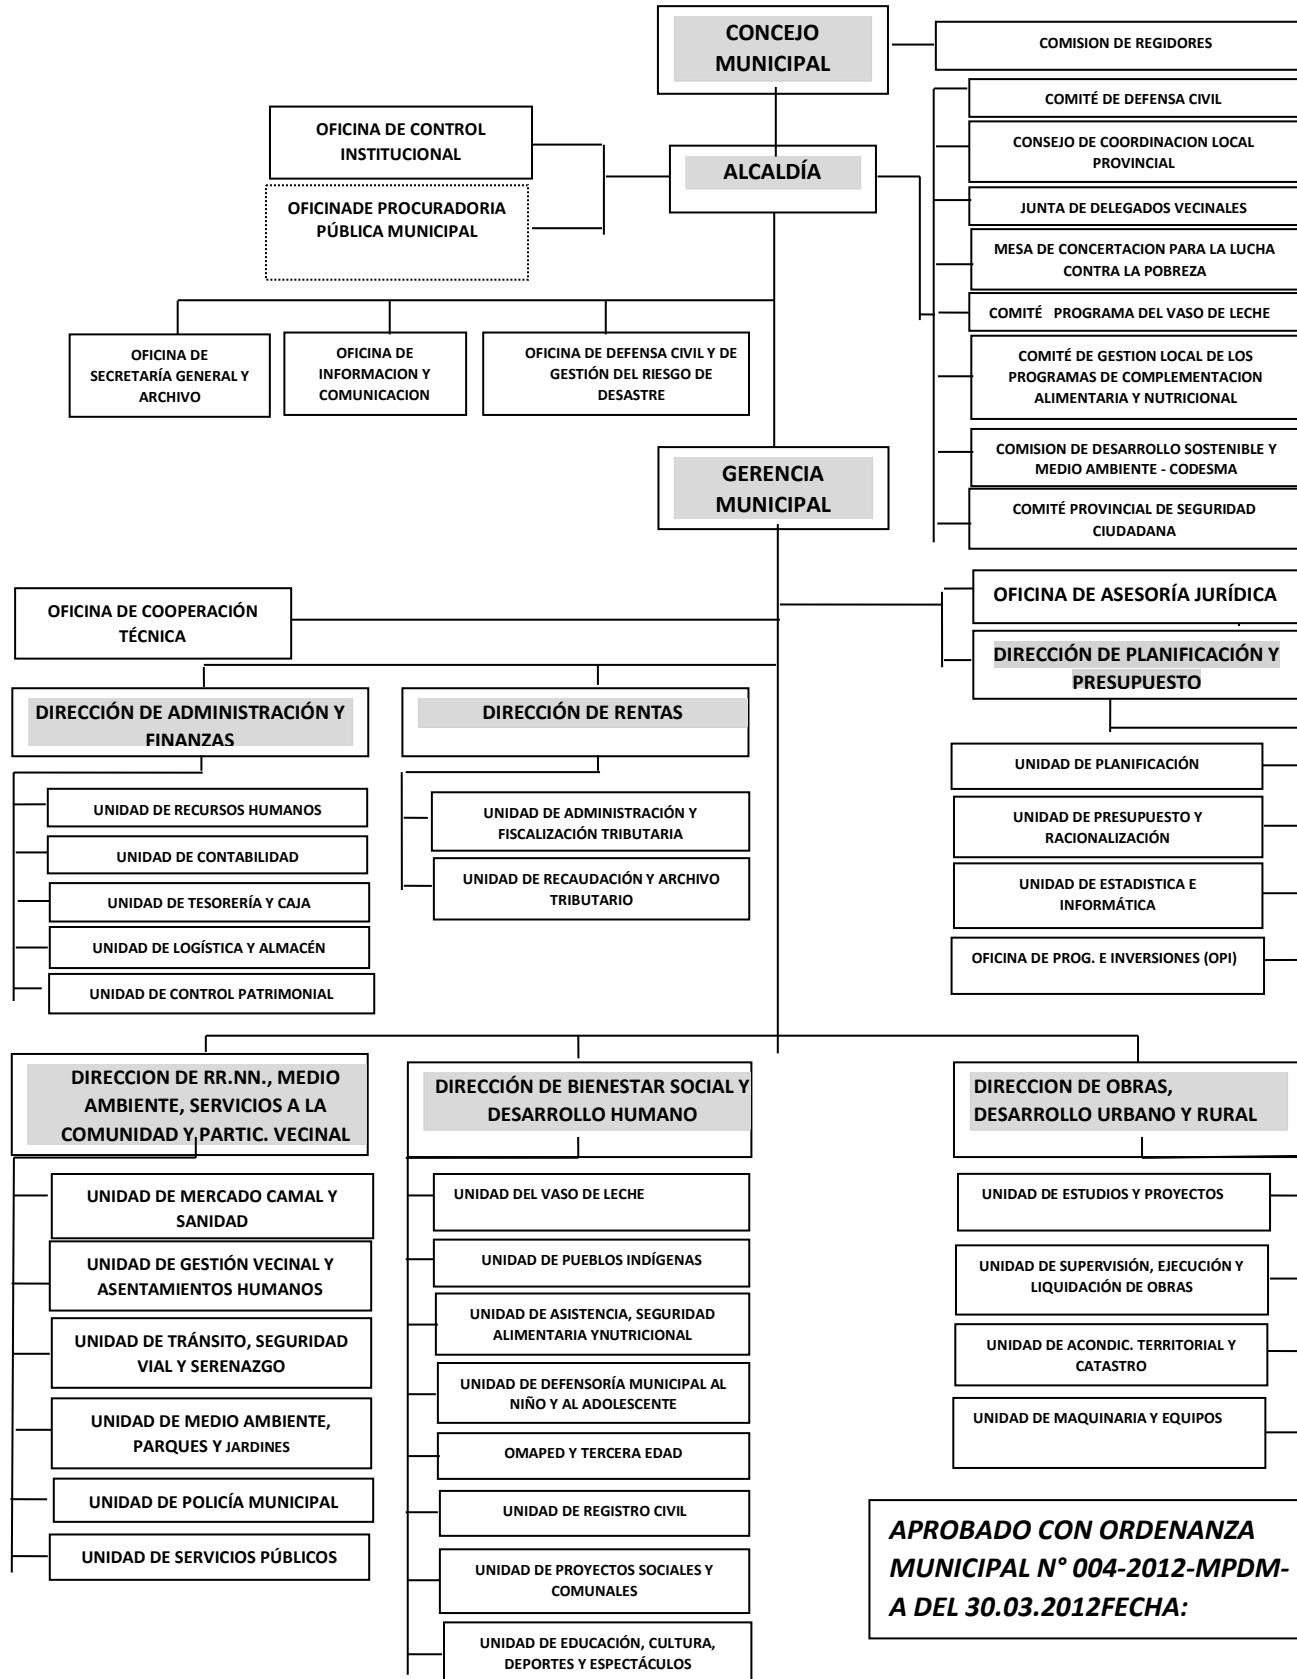 CONCEJO
MUNICIPAL
COMISION DE REGIDORES
COMITÉ DE DEFENSA CIVIL
OFICINA DE CONTROL
INSTITUCIONAL
CONSEJO DE COORDINACION LOCAL
PROVINCIAL
ALCALDÍA
OFICINADE PROCURADORIA
PÚBLICA MUNICIPAL
JUNTA DE DELEGADOS VECINALES
MESA DE CONCERTACION PARA LA LUCHA
CONTRA LA POBREZA
COMITÉ PROGRAMA DEL VASO DE LECHE
OFICINA DE
SECRETARÍA GENERAL Y
ARCHIVO
OFICINA DE
INFORMACION Y
COMUNICACION
OFICINA DE DEFENSA CIVIL Y DE
GESTIÓN DEL RIESGO DE
DESASTRE
COMITÉ DE GESTION LOCAL DE LOS
PROGRAMAS DE COMPLEMENTACION
ALIMENTARIA Y NUTRICIONAL
COMISION DE DESARROLLO SOSTENIBLE Y
MEDIO AMBIENTE - CODESMA
GERENCIA
MUNICIPAL
COMITÉ PROVINCIAL DE SEGURIDAD
CIUDADANA
OFICINA DE COOPERACIÓN
TÉCNICA
OFICINA DE ASESORÍA JURÍDICA
DIRECCIÓN DE PLANIFICACIÓN Y
PRESUPUESTO
DIRECCIÓN DE ADMINISTRACIÓN Y
FINANZAS
DIRECCIÓN DE RENTAS
UNIDAD DE RECURSOS HUMANOS
UNIDAD DE CONTABILIDAD
UNIDAD DE TESORERÍA Y CAJA
UNIDAD DE LOGÍSTICA Y ALMACÉN
UNIDAD DE CONTROL PATRIMONIAL
UNIDAD DE ADMINISTRACIÓN Y
FISCALIZACIÓN TRIBUTARIA
UNIDAD DE RECAUDACIÓN Y ARCHIVO
TRIBUTARIO
UNIDAD DE PLANIFICACIÓN
UNIDAD DE PRESUPUESTO Y
RACIONALIZACIÓN
UNIDAD DE ESTADISTICA E
INFORMÁTICA
OFICINA DE PROG. E INVERSIONES (OPI)
DIRECCION DE RR.NN., MEDIO
AMBIENTE, SERVICIOS A LA
COMUNIDAD Y PARTIC. VECINAL
DIRECCIÓN DE BIENESTAR SOCIAL Y
DESARROLLO HUMANO
DIRECCION DE OBRAS,
DESARROLLO URBANO Y RURAL
UNIDAD DE MERCADO CAMAL Y
SANIDAD
UNIDAD DE GESTIÓN VECINAL Y
ASENTAMIENTOS HUMANOS
UNIDAD DE TRÁNSITO, SEGURIDAD
VIAL Y SERENAZGO
UNIDAD DE MEDIO AMBIENTE,
PARQUES Y JARDINES
UNIDAD DE POLICÍA MUNICIPAL
UNIDAD DE SERVICIOS PÚBLICOS
UNIDAD DEL VASO DE LECHE
UNIDAD DE PUEBLOS INDÍGENAS
UNIDAD DE ASISTENCIA, SEGURIDAD
ALIMENTARIA YNUTRICIONAL
UNIDAD DE DEFENSORÍA MUNICIPAL AL
NIÑO Y AL ADOLESCENTE
OMAPED Y TERCERA EDAD
UNIDAD DE REGISTRO CIVIL
UNIDAD DE PROYECTOS SOCIALES Y
COMUNALES
UNIDAD DE EDUCACIÓN, CULTURA,
DEPORTES Y ESPECTÁCULOS
UNIDAD DE ESTUDIOS Y PROYECTOS
UNIDAD DE SUPERVISIÓN, EJECUCIÓN Y
LIQUIDACIÓN DE OBRAS
UNIDAD DE ACONDIC. TERRITORIAL Y
CATASTRO
UNIDAD DE MAQUINARIA Y EQUIPOS
APROBADO CON ORDENANZA
MUNICIPAL N° 004-2012-MPDM-
A DEL 30.03.2012FECHA: